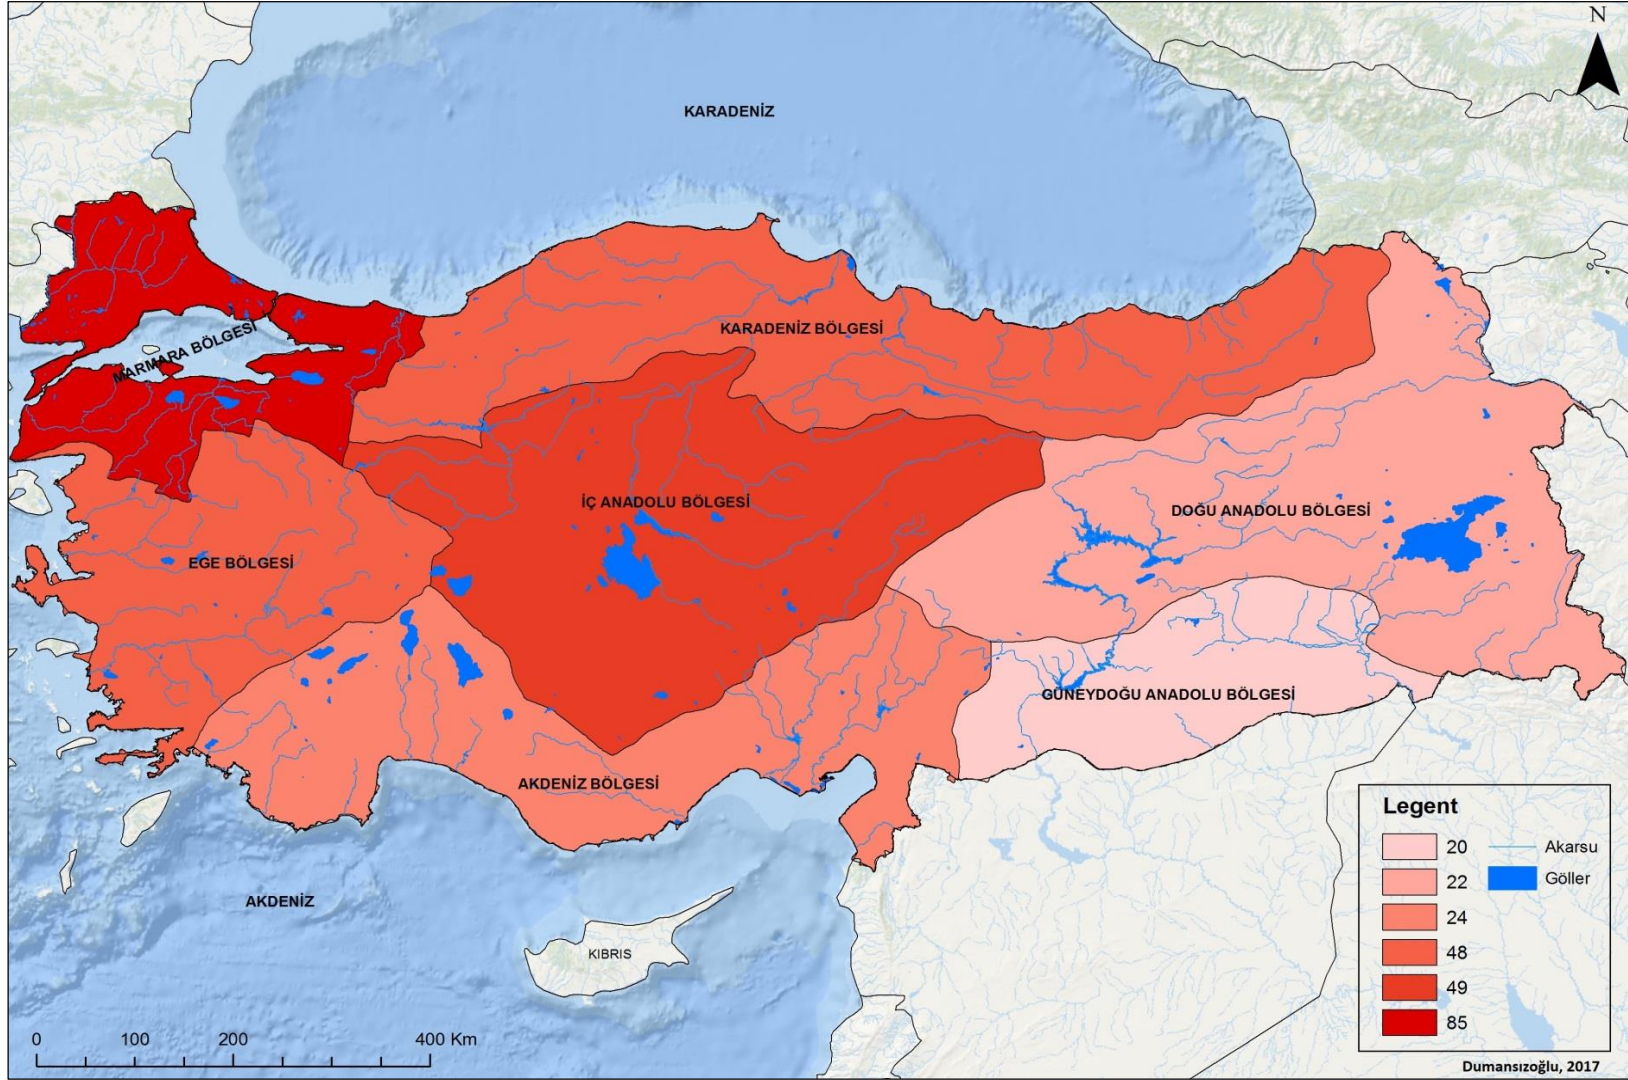 N
KARADENİZ
KARADENİZ BÖLGESİ
MARMARA BÖLGESİ
İÇ ANADOLU BÖLGESİ
DOĞU ANADOLU BÖLGESİ
EGE BÖLGESİ
GÜNEYDOĞU ANADOLU BÖLGESİ
AKDENİZ BÖLGESİ
AKDENİZ
KIBRIS
Legent
20
Akarsu
22
Göller
24
48
49
85
0 100 200 400 Km
Dumansızoğlu, 2017